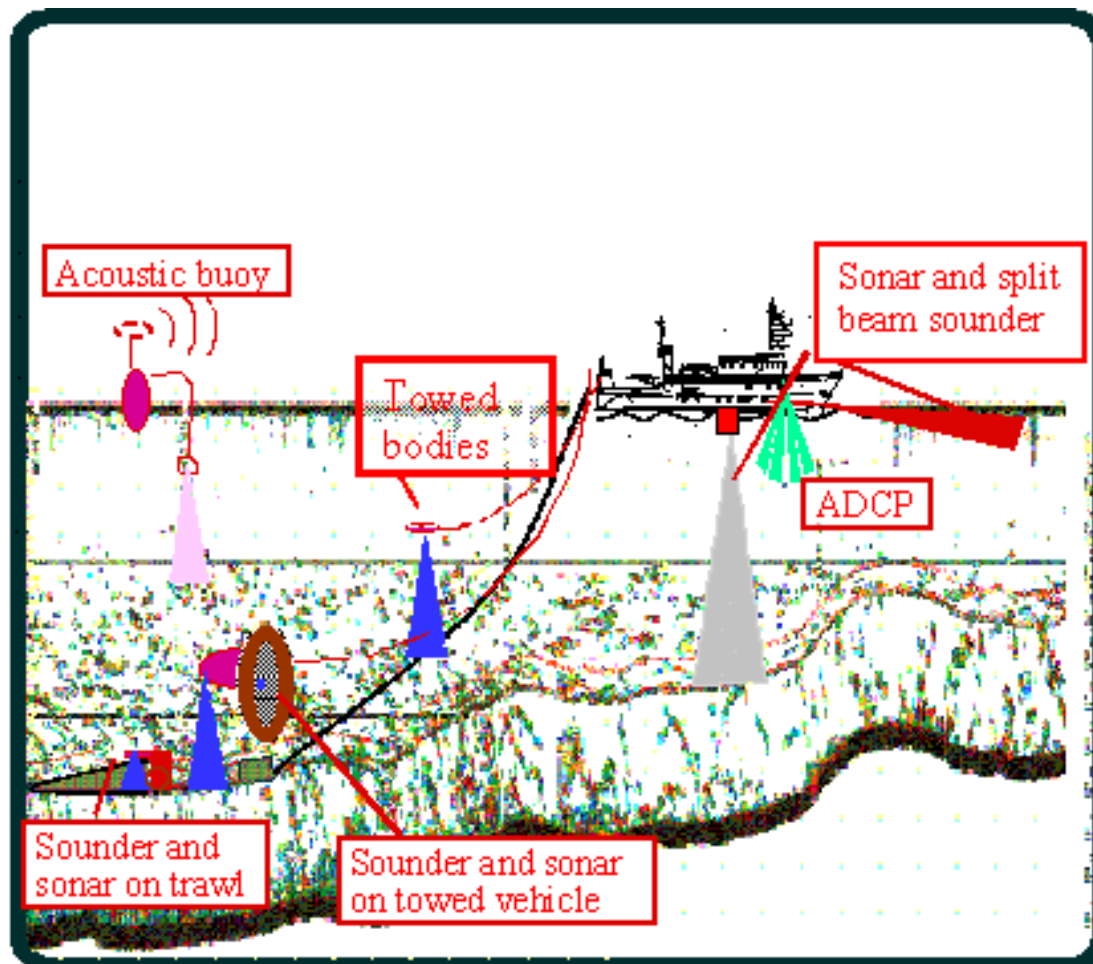 Acoustic buoy
Sonar and split
beam sounder
Towed
bodies
ADCP
Sounder and
sonar on trawl
Sounder and sonar
on towed vehicle